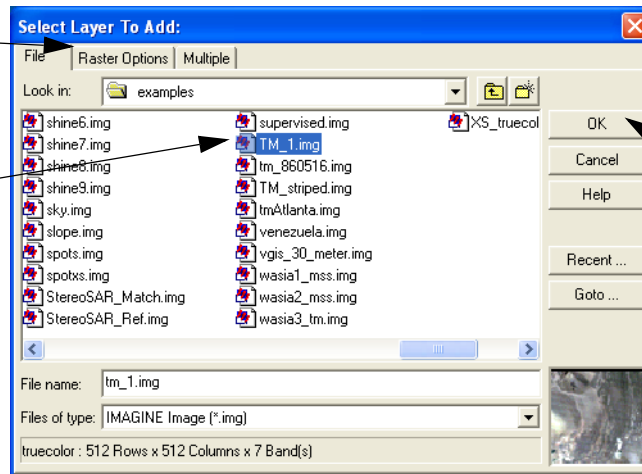 Select Layer To Add:
File Raster Options Multiple
Look in: examples
shine6.img supervised.img XS_truecol
shine7.img TM_1.img OK
shine8.img tm_860516.img
shine9.img TM_striped.img Cancel
sky.img tmAtlanta.img Help
slope.img venezuela.img
spots.img vgis_30_meter.img
spotxs.img wasia1_mss.img Recent ...
StereoSAR_Match.img wasia2_mss.img Goto ...
StereoSAR_Ref.img wasia3_tm.img
File name: tm_1.img
Files of type: IMAGINE Image (*.img)
truecolor : 512 Rows x 512 Columns x 7 Band(s)